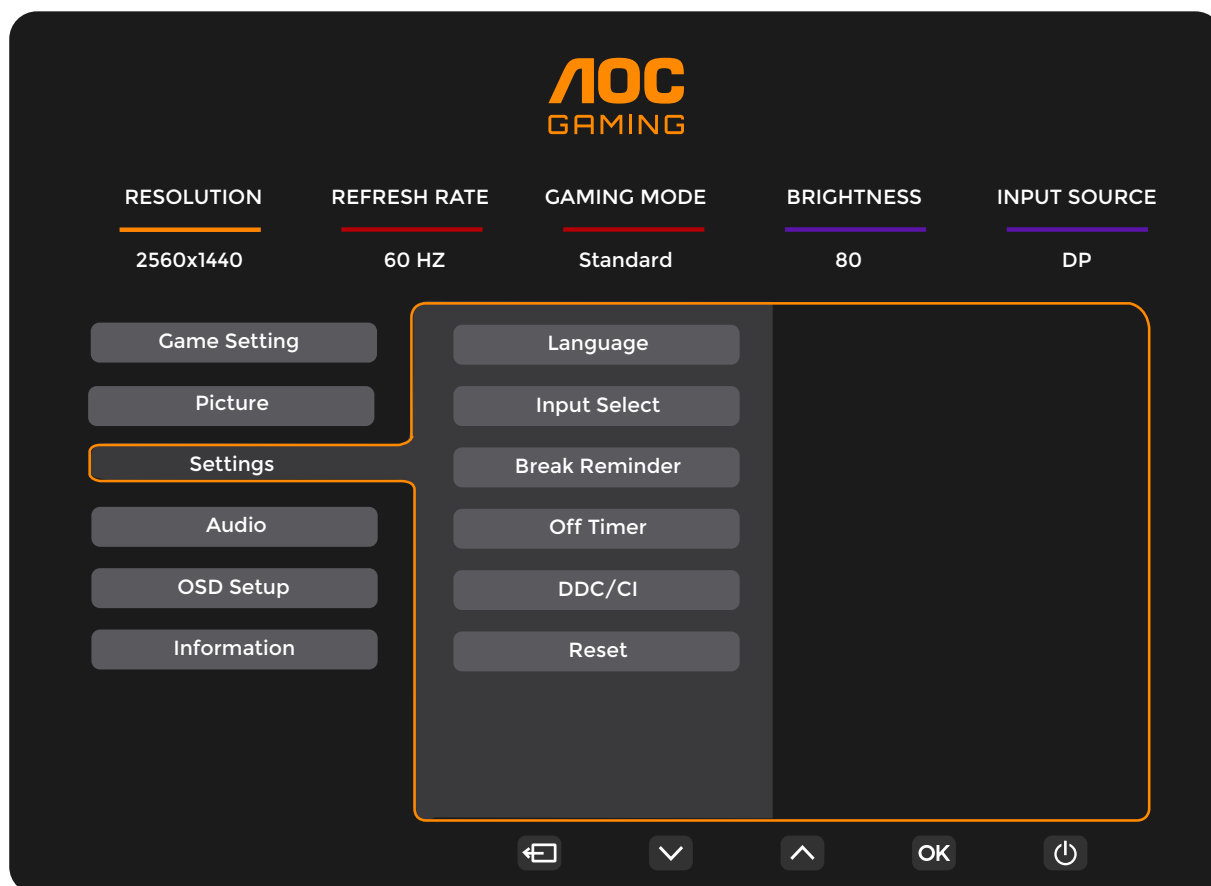 AOC
GAMING
RESOLUTION REFRESH RATE GAMING MODE BRIGHTNESS INPUT SOURCE
2560x1440 60 HZ Standard 80 DP
Game Setting
Picture
Settings
Audio
OSD Setup
Information
Language
Input Select
Break Reminder
Off Timer
DDC/CI
Reset
OK